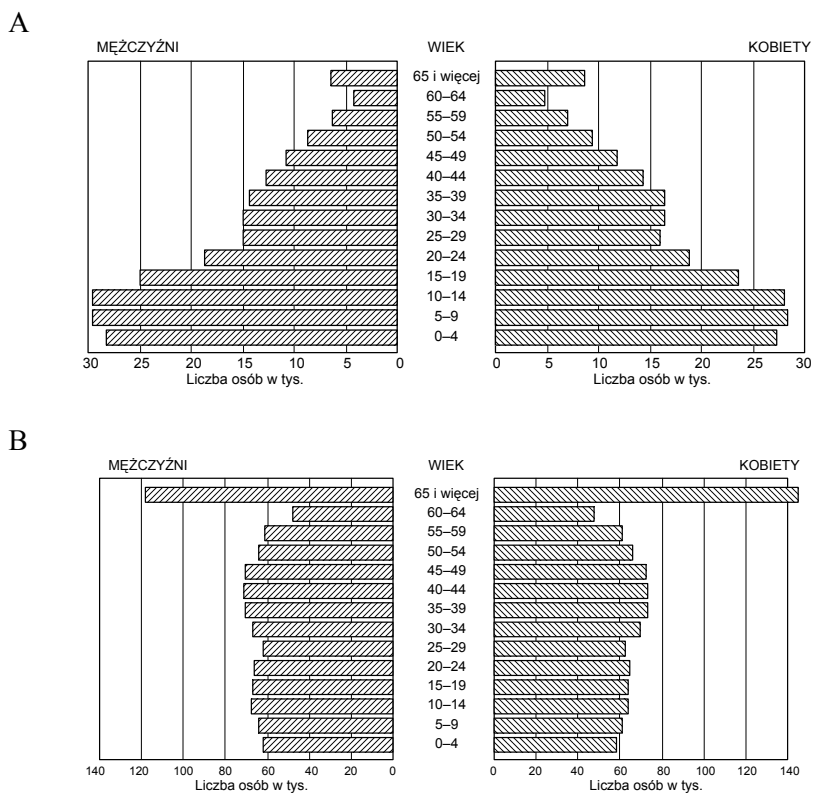 A
MĘŻCZYŹNI WIEK KOBIETY
65 i więcej
60–64
55–59
50–54
45–49
40–44
35–39
30–34
25–29
20–24
15–19
10–14
5–9
0–4
30 25 20 15 10 5 0 0 5 10 15 20 25 30
Liczba osób w tys. Liczba osób w tys.
B
MĘŻCZYŹNI WIEK KOBIETY
65 i więcej
60–64
55–59
50–54
45–49
40–44
35–39
30–34
25–29
20–24
15–19
10–14
5–9
0–4
140 120 100 80 60 40 20 0 0 20 40 60 80 100 120 140
Liczba osób w tys. Liczba osób w tys.